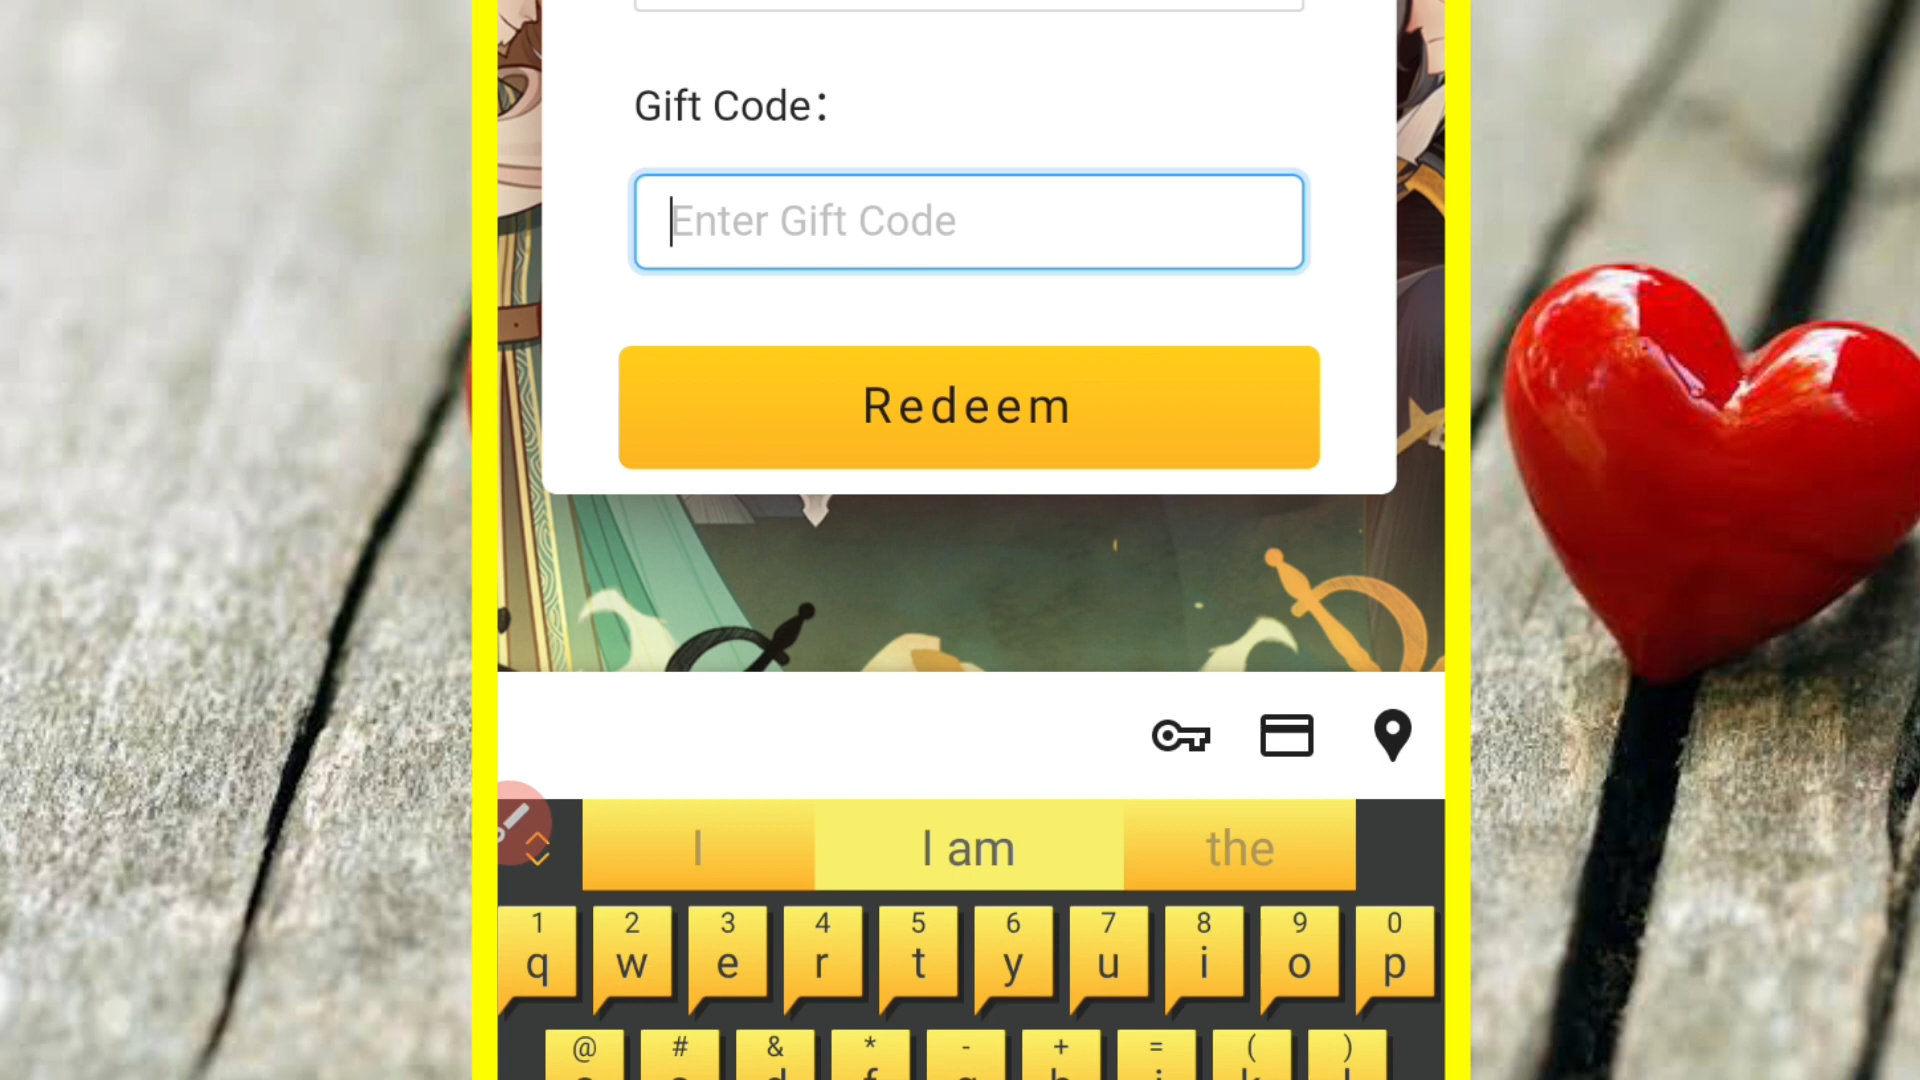 Gift Code:
Enter Gift Code
Redeem
I
I am
the
1 2 3 4 5 6 7 8 9 0
q w e r t y u i o p
@ # & * - + = ( )